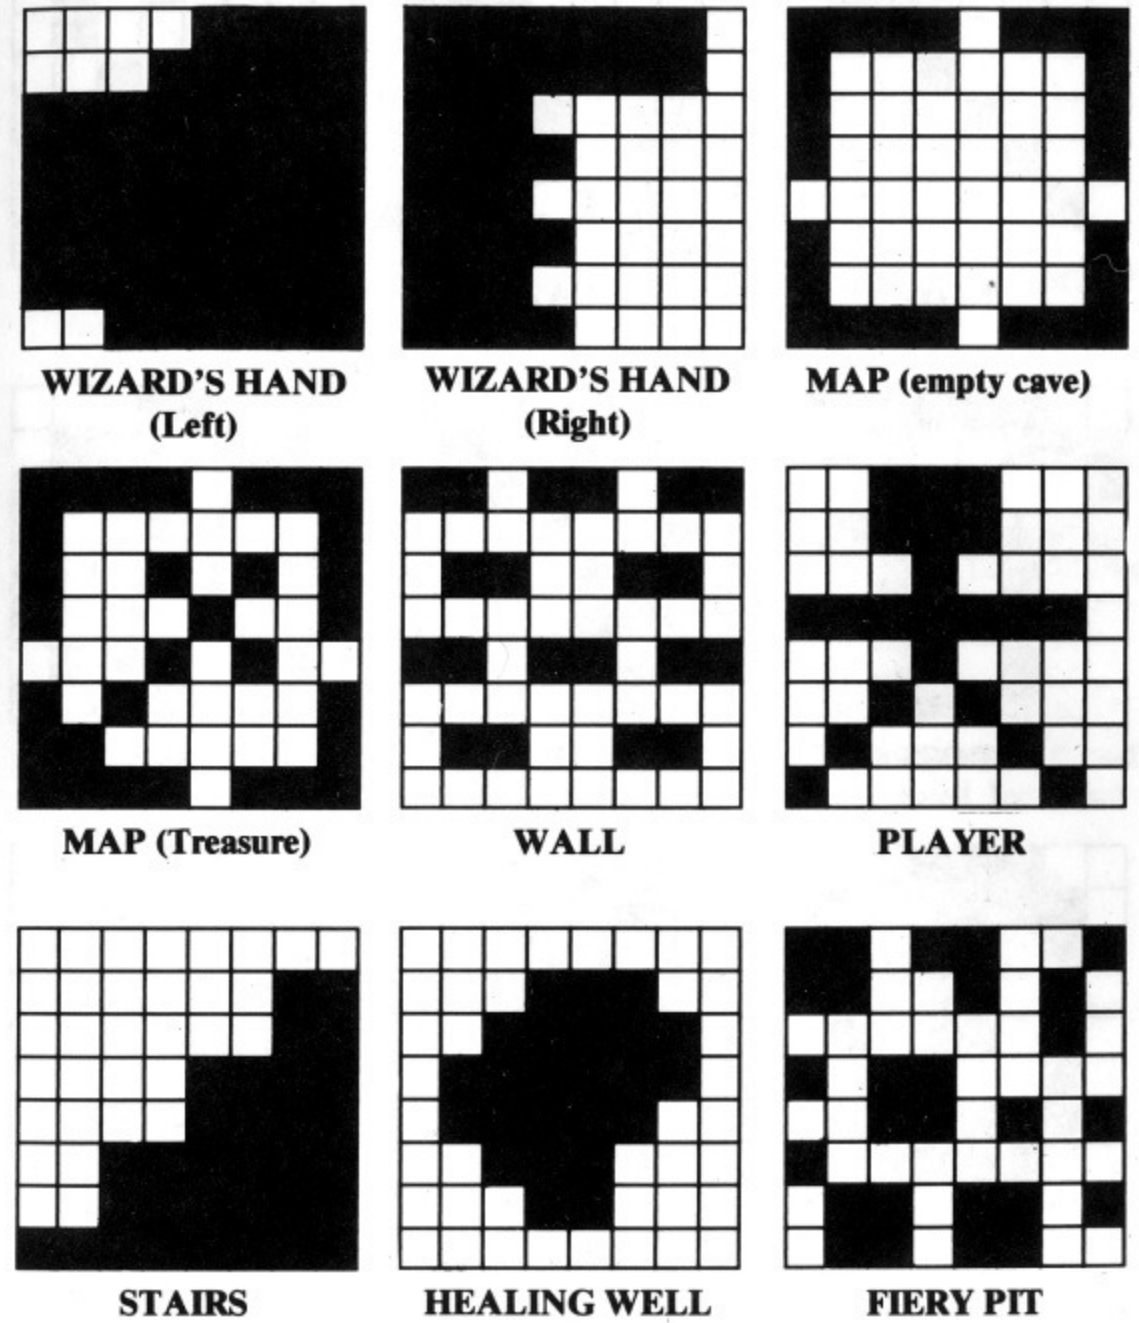 WIZARD'S HAND
(Left)
WIZARD'S HAND
(Right)
MAP (empty cave)
MAP (Treasure)
WALL
PLAYER
STAIRS
HEALING WELL
FIERY PIT